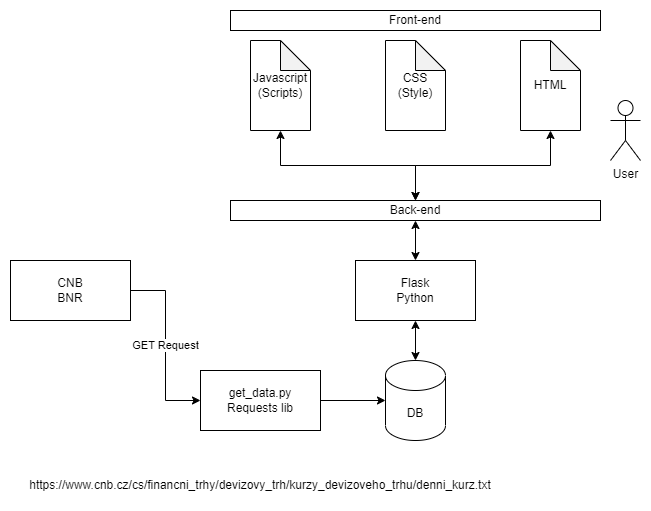 Front-end
Javascript
(Scripts)
CSS
(Style)
HTML
User
Back-end
CNB
BNR
Flask
Python
GET Request
get_data.py
Requests lib
DB
https://www.cnb.cz/cs/financni_trhy/devizovy_trh/kurzy_devizoveho_trhu/denni_kurz.txt